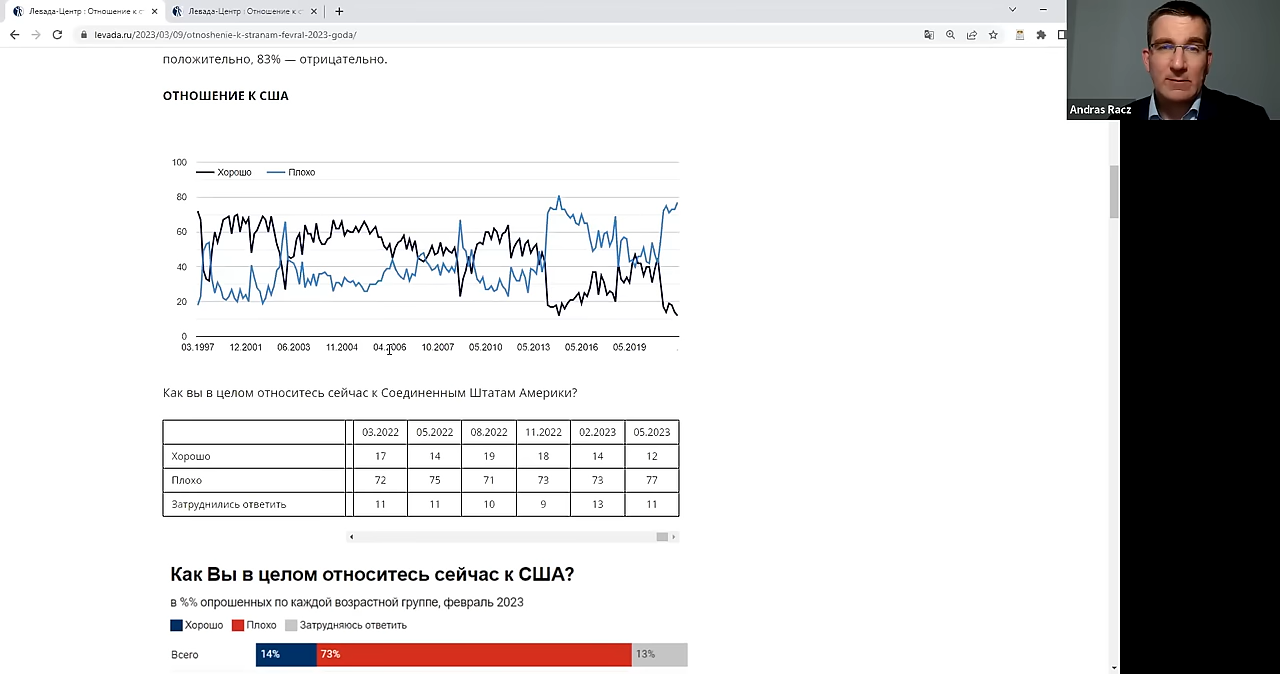 Левада-Центр : Отношение к ст
Левада-Центр : Отношение к ст
levada.ru/2023/03/09/otnoshenie-k-stranam-fevral-2023-goda/
Andras Racz
положительно, 83% — отрицательно.
ОТНОШЕНИЕ К США
Хорошо Плохо
100
80
60
40
20
0
03.1997 12.2001 06.2003 11.2004 04.2006 10.2007 05.2010 05.2013 05.2016 05.2019
Как вы в целом относитесь сейчас к Соединенным Штатам Америки?
03.2022 05.2022 08.2022 11.2022 02.2023 05.2023
Хорошо 17 14 19 18 14 12
Плохо 72 75 71 73 73 77
Затруднились ответить 11 11 10 9 13 11
Как Вы в целом относитесь сейчас к США?
в %% опрошенных по каждой возрастной группе, февраль 2023
Хорошо Плохо Затрудняюсь ответить
Всего 14% 73% 13%